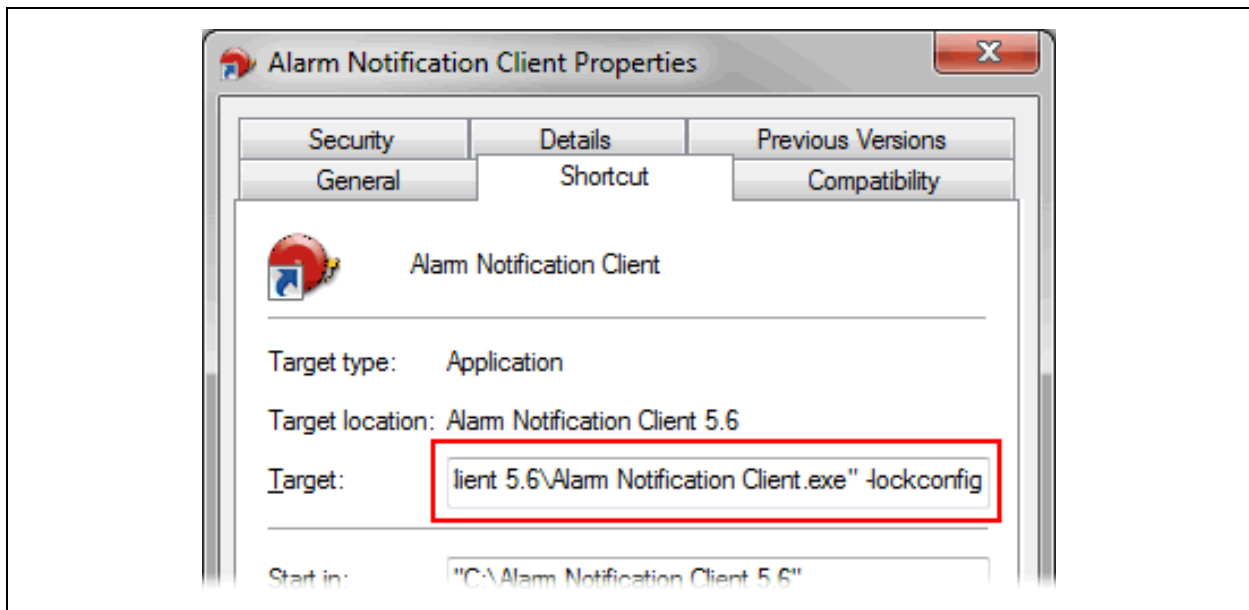 Alarm Notification Client Properties
Security Details Previous Versions
General Shortcut Compatibility
Alarm Notification Client
Target type: Application
Target location: Alarm Notification Client 5.6
Target: lient 5.6\Alarm Notification Client.exe" -lockconfig
Start in: "C:\Alarm Notification Client 5.6"